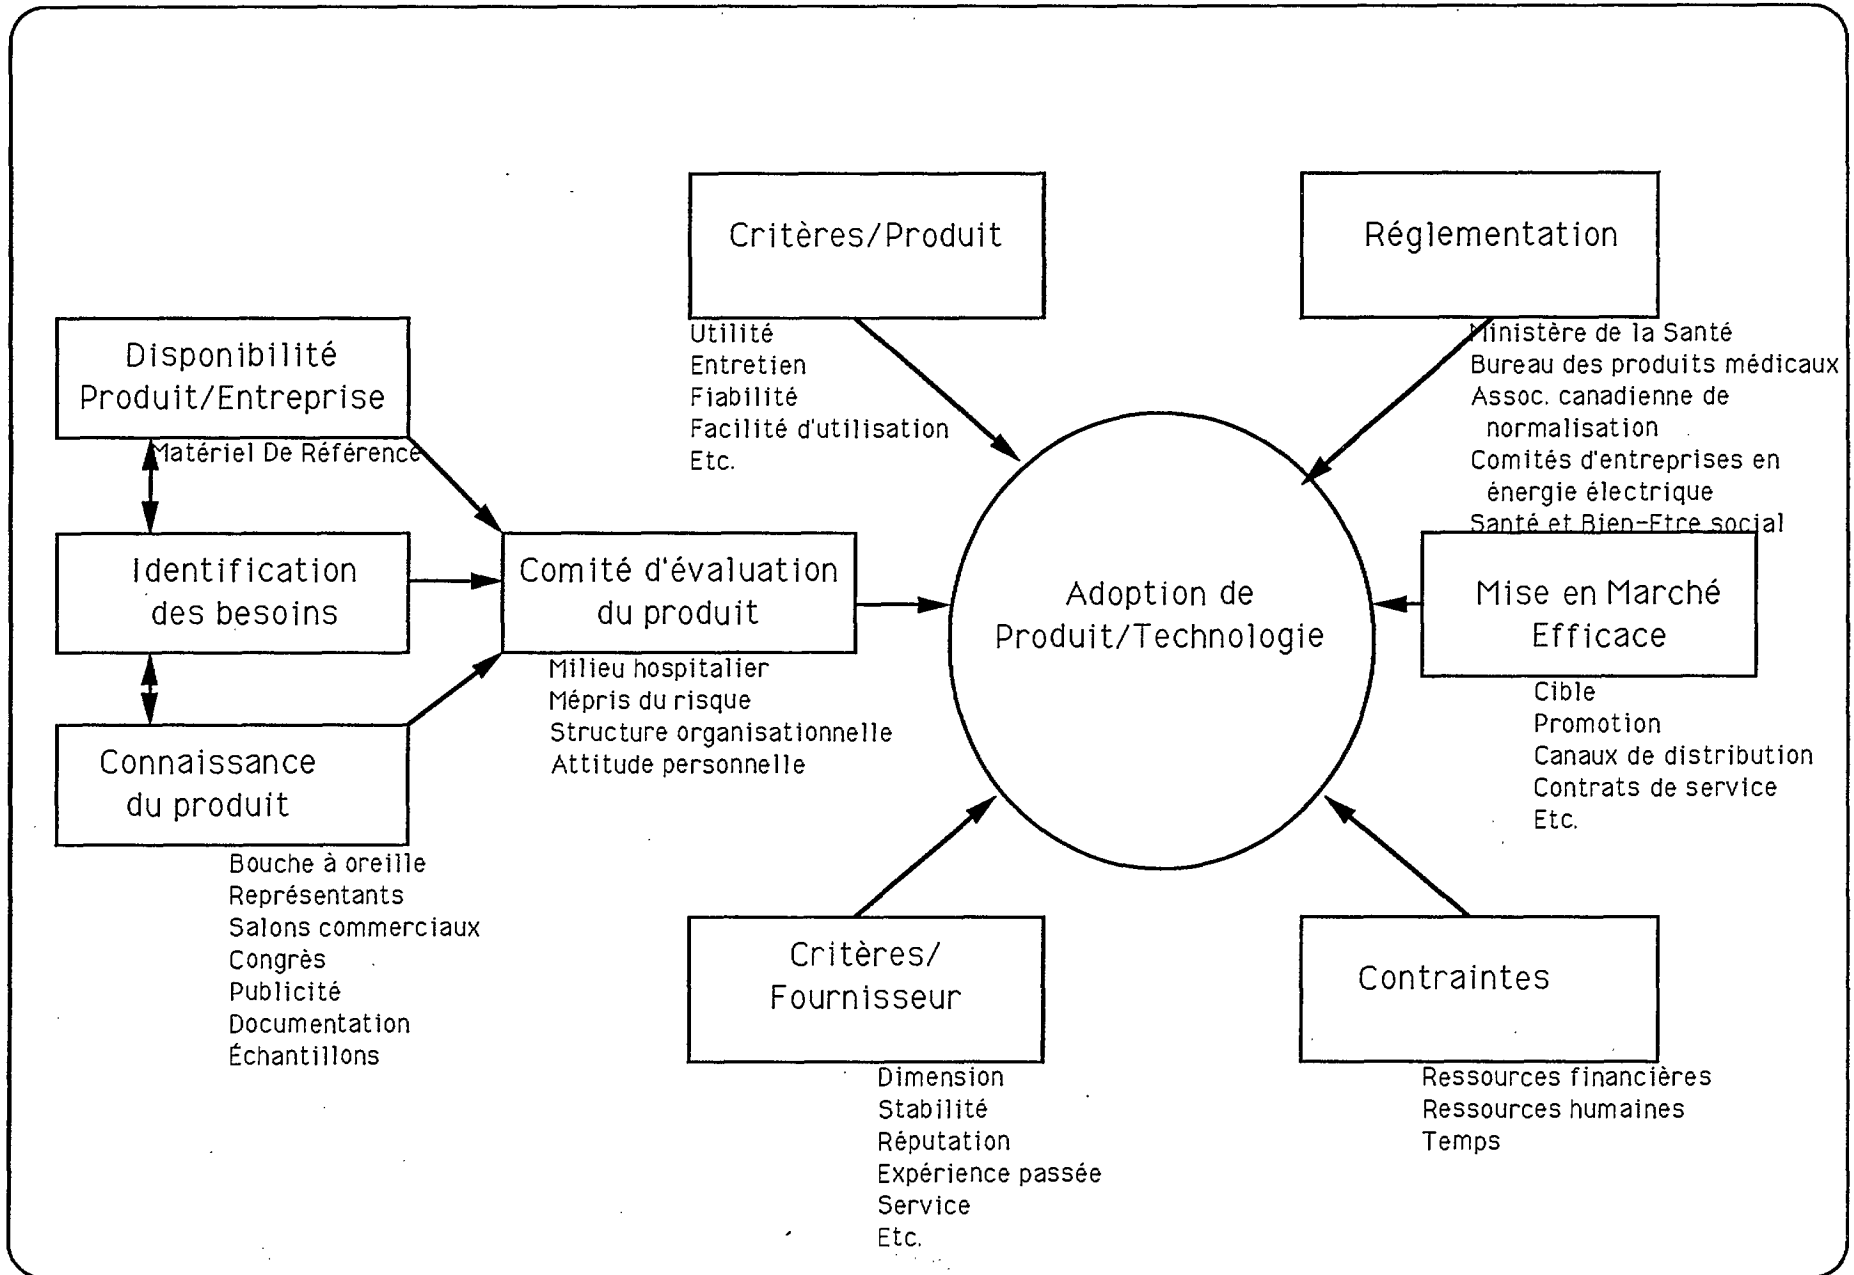 Critères/Produit
Utilité
Entretien
Fiabilité
Facilité d'utilisation
Etc.
Réglementation
Ministère de la Santé
Bureau des produits médicaux
Assoc. canadienne de
normalisation
Comités d'entreprises en
énergie électrique
Santé et Bien-Etre social
Disponibilité
Produit/Entreprise
Matériel De Référence
Identification
des besoins
Connaissance
du produit
Bouche à oreille
Représentants
Salons commerciaux
Congrès
Publicité
Documentation
Échantillons
Comité d'évaluation
du produit
Milieu hospitalier
Mépris du risque
Structure organisationnelle
Attitude personnelle
Adoption de
Produit/Technologie
Mise en Marché
Efficace
Cible
Promotion
Canaux de distribution
Contrats de service
Etc.
Critères/
Fournisseur
Dimension
Stabilité
Réputation
Expérience passée
Service
Etc.
Contraintes
Ressources financières
Ressources humaines
Temps